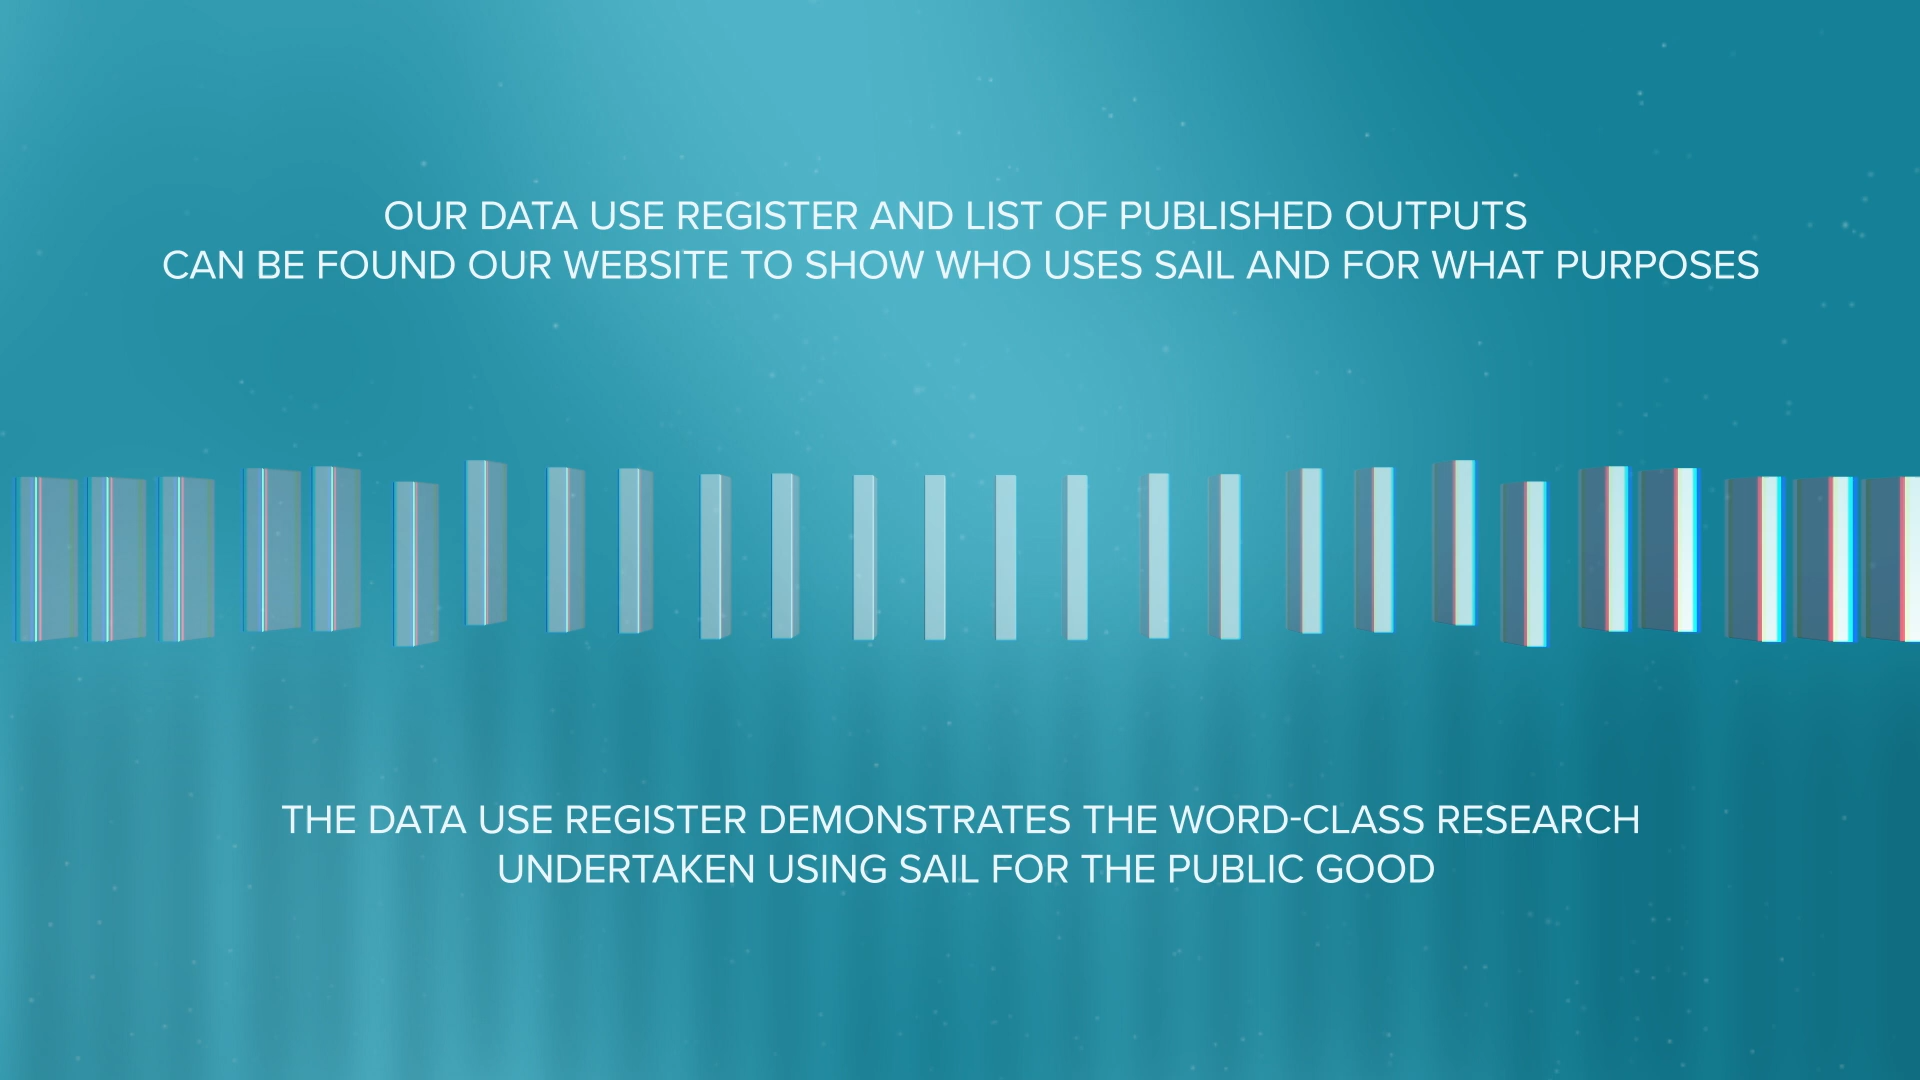 OUR DATA USE REGISTER AND LIST OF PUBLISHED OUTPUTS
CAN BE FOUND OUR WEBSITE TO SHOW WHO USES SAIL AND FOR WHAT PURPOSES
THE DATA USE REGISTER DEMONSTRATES THE WORD-CLASS RESEARCH
UNDERTAKEN USING SAIL FOR THE PUBLIC GOOD